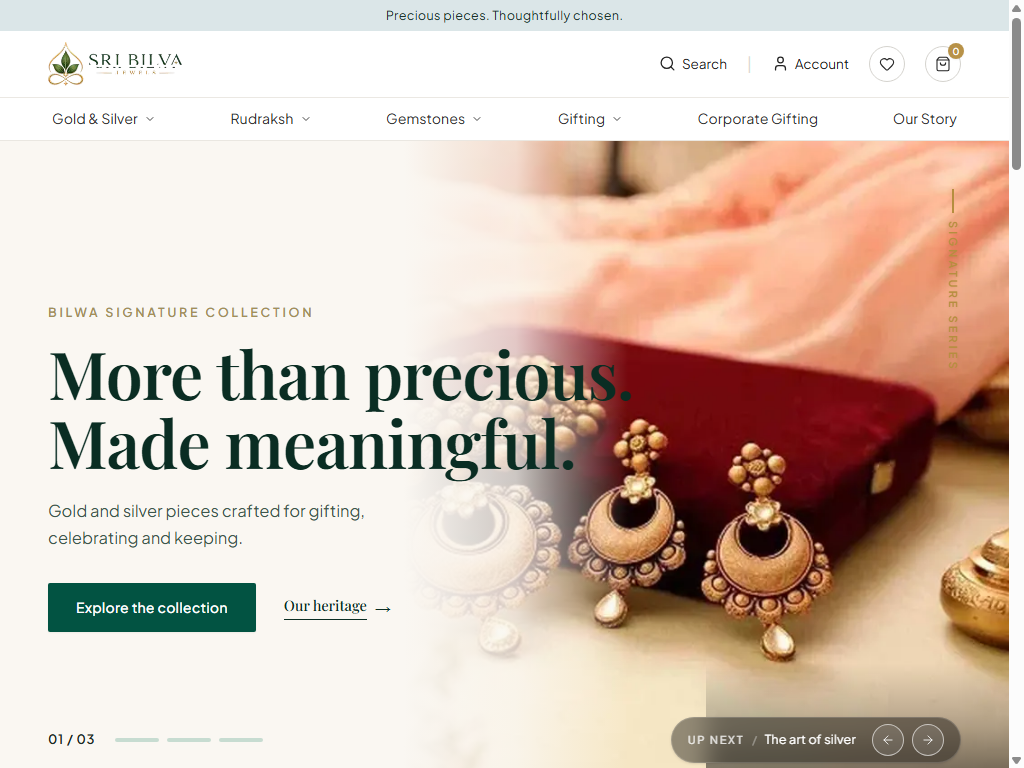 Precious pieces. Thoughtfully chosen.
SRI BILVA
JEWELS
Search
Account
0
Gold & Silver
Rudraksh
Gemstones
Gifting
Corporate Gifting
Our Story
SIGNATURE SERIES
BILWA SIGNATURE COLLECTION
More than precious.
Made meaningful.
Gold and silver pieces crafted for gifting,
celebrating and keeping.
Explore the collection
Our heritage →
01 / 03
UP NEXT / The art of silver